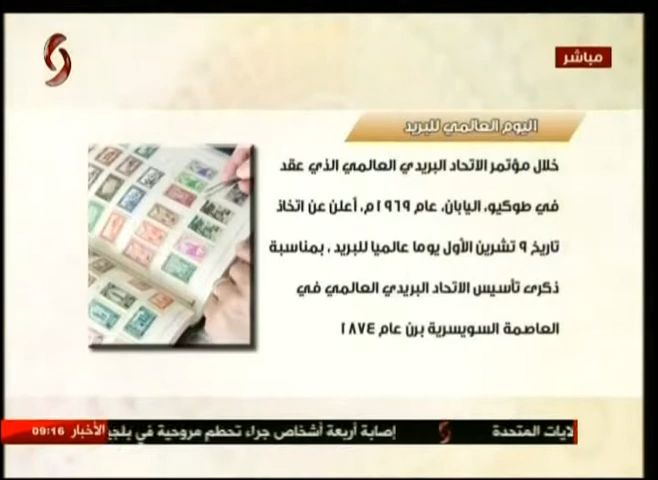 مباشر
اليوم العالمي للبريد
خلال مؤتمر الاتحاد البريدي العالمي الذي عقد
في طوكيو، اليابان، عام ١٩٦٩م، أعلن عن اتخاذ
تاريخ ٩ تشرين الأول يوما عالميا للبريد ، بمناسبة
ذكرى تأسيس الاتحاد البريدي العالمي في
العاصمة السويسرية برن عام ١٨٧٤
لايات المتحدة
إصابة أربعة أشخاص جراء تحطم مروحية في بلجي
الأخبار 09:16